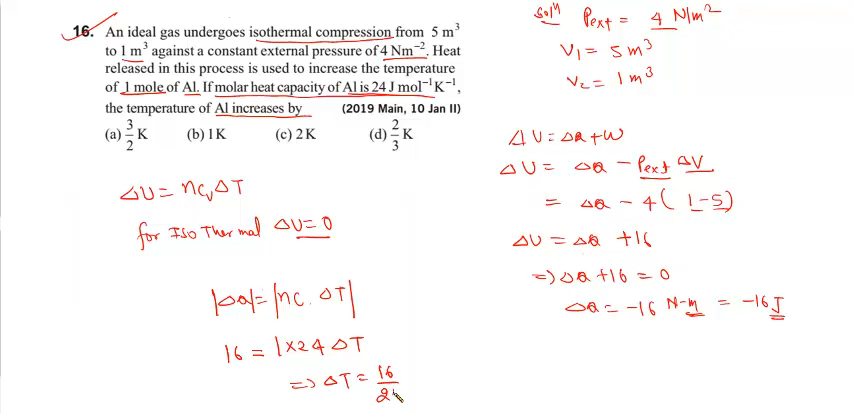 16. An ideal gas undergoes isothermal compression from 5 m³
to 1 m³ against a constant external pressure of 4 Nm⁻². Heat
released in this process is used to increase the temperature
of 1 mole of Al. If molar heat capacity of Al is 24 J mol⁻¹ K⁻¹,
the temperature of Al increases by (2019 Main, 10 Jan II)
(a) 3/2 K (b) 1 K (c) 2 K (d) 2/3 K
ΔU = nCᵥΔT
for Iso Thermal ΔU = 0
|ΔQ| = |nC. ΔT|
16 = 1×24 ΔT
⇒ ΔT = 16/2
Solⁿ Pext = 4 N/m²
V₁ = 5 m³
V₂ = 1 m³
ΔU = ΔQ + W
ΔU = ΔQ − Pext ΔV
= ΔQ − 4 (1−5)
ΔU = ΔQ + 16
⇒ ΔQ + 16 = 0
ΔQ = −16 N-m = −16 J